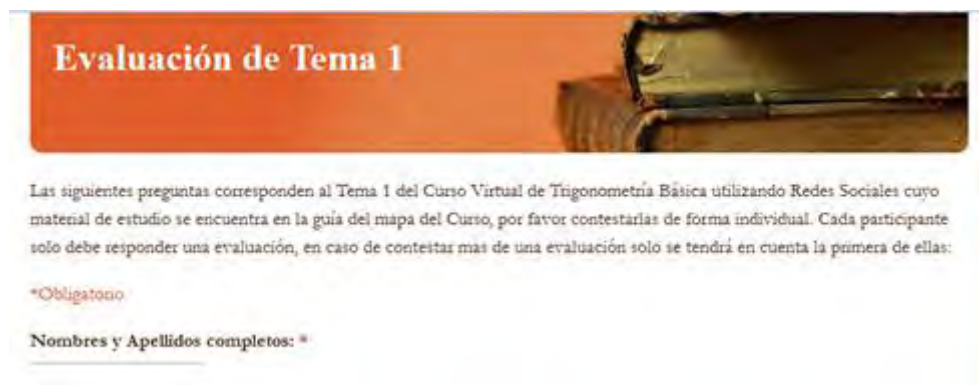 Evaluación de Tema 1
Las siguientes preguntas corresponden al Tema 1 del Curso Virtual de Trigonometría Básica utilizando Redes Sociales cuyo
material de estudio se encuentra en la guía del mapa del Curso, por favor contestarlas de forma individual. Cada participante
solo debe responder una evaluación, en caso de contestar mas de una evaluación solo se tendrá en cuenta la primera de ellas:
*Obligatorio
Nombres y Apellidos completos: *